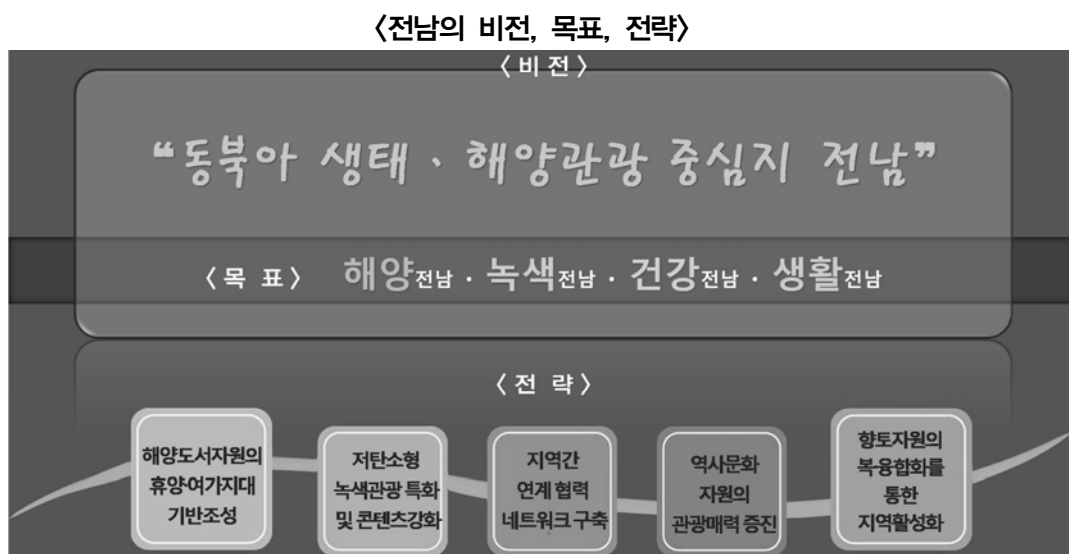 <전남의 비전, 목표, 전략>
〈비전〉
“동북아 생태 · 해양관광 중심지 전남”
〈목 표〉 해양전남 · 녹색전남 · 건강전남 · 생활전남
〈전 략〉
해양도서자원의
휴양·여가지대
기반조성
저탄소형
녹색관광 특화
및 콘텐츠강화
지역간
연계 협력
네트워크 구축
역사문화
자원의
관광매력 증진
향토자원의
복·융합화를
통한
지역활성화